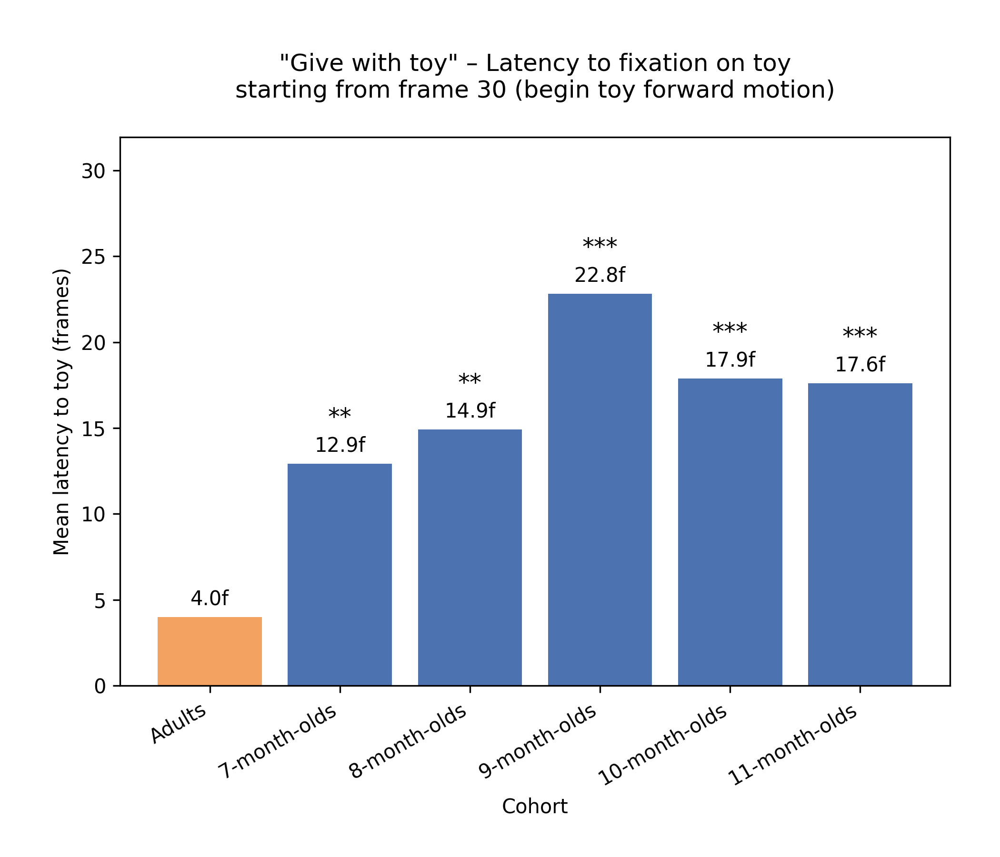 "Give with toy" – Latency to fixation on toy
starting from frame 30 (begin toy forward motion)
Mean latency to toy (frames)
30
25
20
15
10
5
0
4.0f
**
12.9f
**
14.9f
***
22.8f
***
17.9f
***
17.6f
Adults
7-month-olds
8-month-olds
9-month-olds
10-month-olds
11-month-olds
Cohort